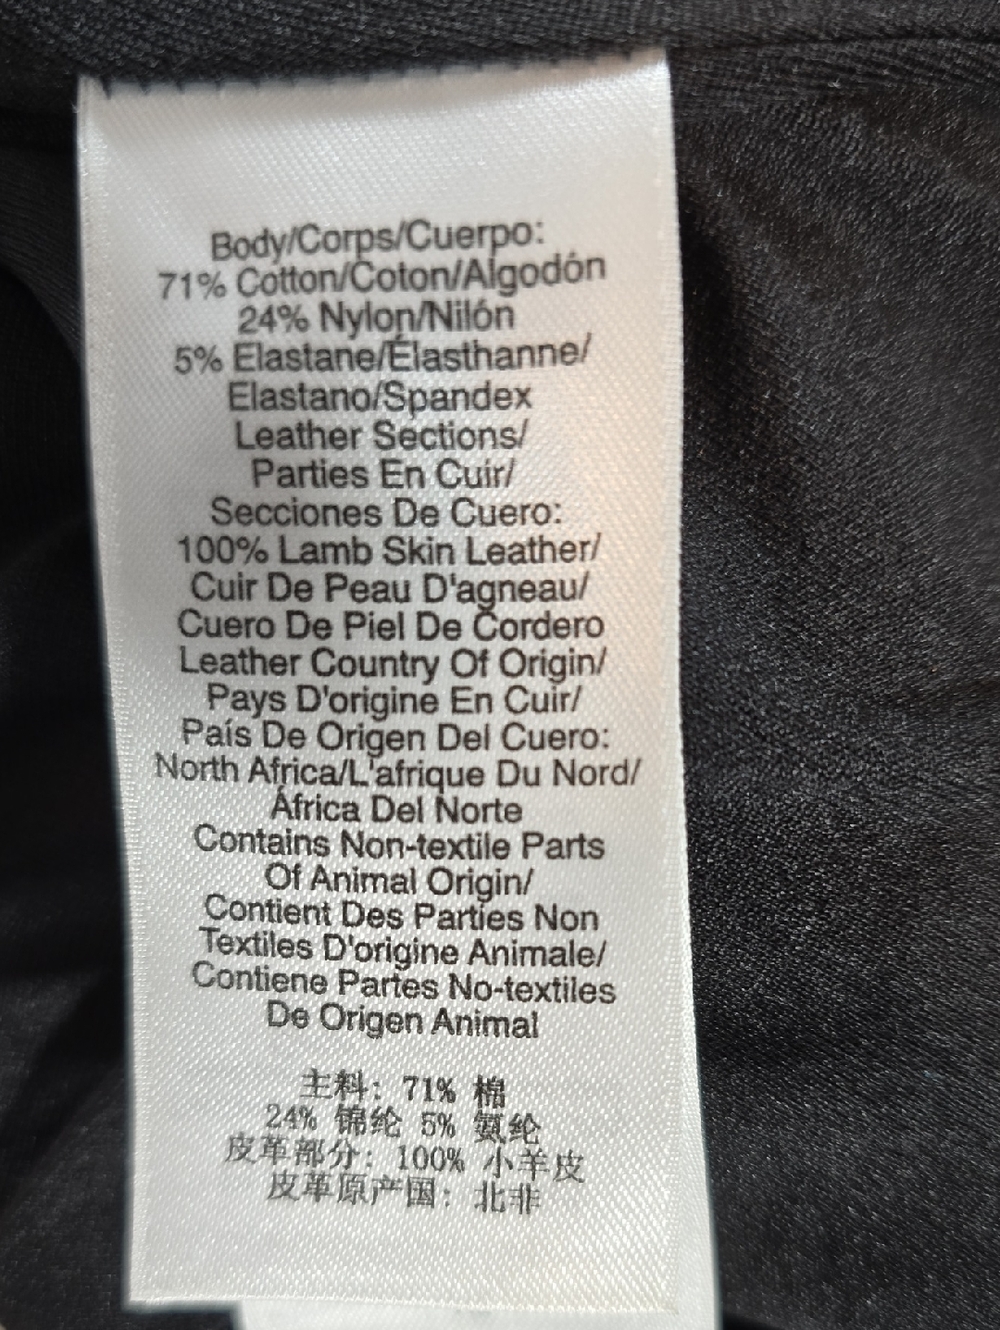 Body/Corps/Cuerpo:
71% Cotton/Coton/Algodón
24% Nylon/Nilón
5% Elastane/Élasthanne/
Elastano/Spandex
Leather Sections/
Parties En Cuir/
Secciones De Cuero:
100% Lamb Skin Leather/
Cuir De Peau D'agneau/
Cuero De Piel De Cordero
Leather Country Of Origin/
Pays D'origine En Cuir/
País De Origen Del Cuero:
North Africa/L'afrique Du Nord/
África Del Norte
Contains Non-textile Parts
Of Animal Origin/
Contient Des Parties Non
Textiles D'origine Animale/
Contiene Partes No-textiles
De Origen Animal
主料: 71% 棉
24% 锦纶 5% 氨纶
皮革部分: 100% 小羊皮
皮革原产国: 北非